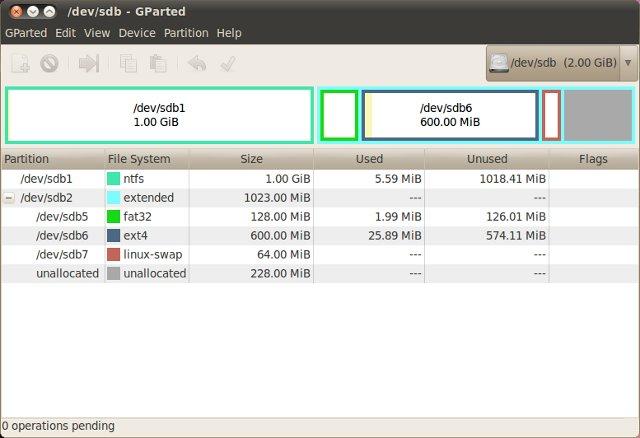 /dev/sdb - GParted
GParted Edit View Device Partition Help
/dev/sdb (2.00 GiB)
/dev/sdb1
1.00 GiB
/dev/sdb6
600.00 MiB
Partition File System Size Used Unused Flags
/dev/sdb1 ntfs 1.00 GiB 5.59 MiB 1018.41 MiB
/dev/sdb2 extended 1023.00 MiB --- ---
/dev/sdb5 fat32 128.00 MiB 1.99 MiB 126.01 MiB
/dev/sdb6 ext4 600.00 MiB 25.89 MiB 574.11 MiB
/dev/sdb7 linux-swap 64.00 MiB --- ---
unallocated unallocated 228.00 MiB --- ---
0 operations pending